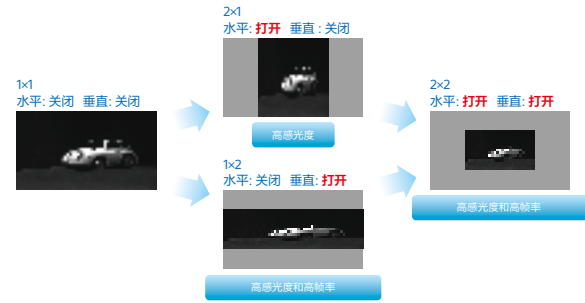 2×1
水平: 打开 垂直 : 关闭
高感光度
1×1
水平: 关闭 垂直: 关闭
1×2
水平: 关闭 垂直: 打开
高感光度和高帧率
2×2
水平: 打开 垂直: 打开
高感光度和高帧率